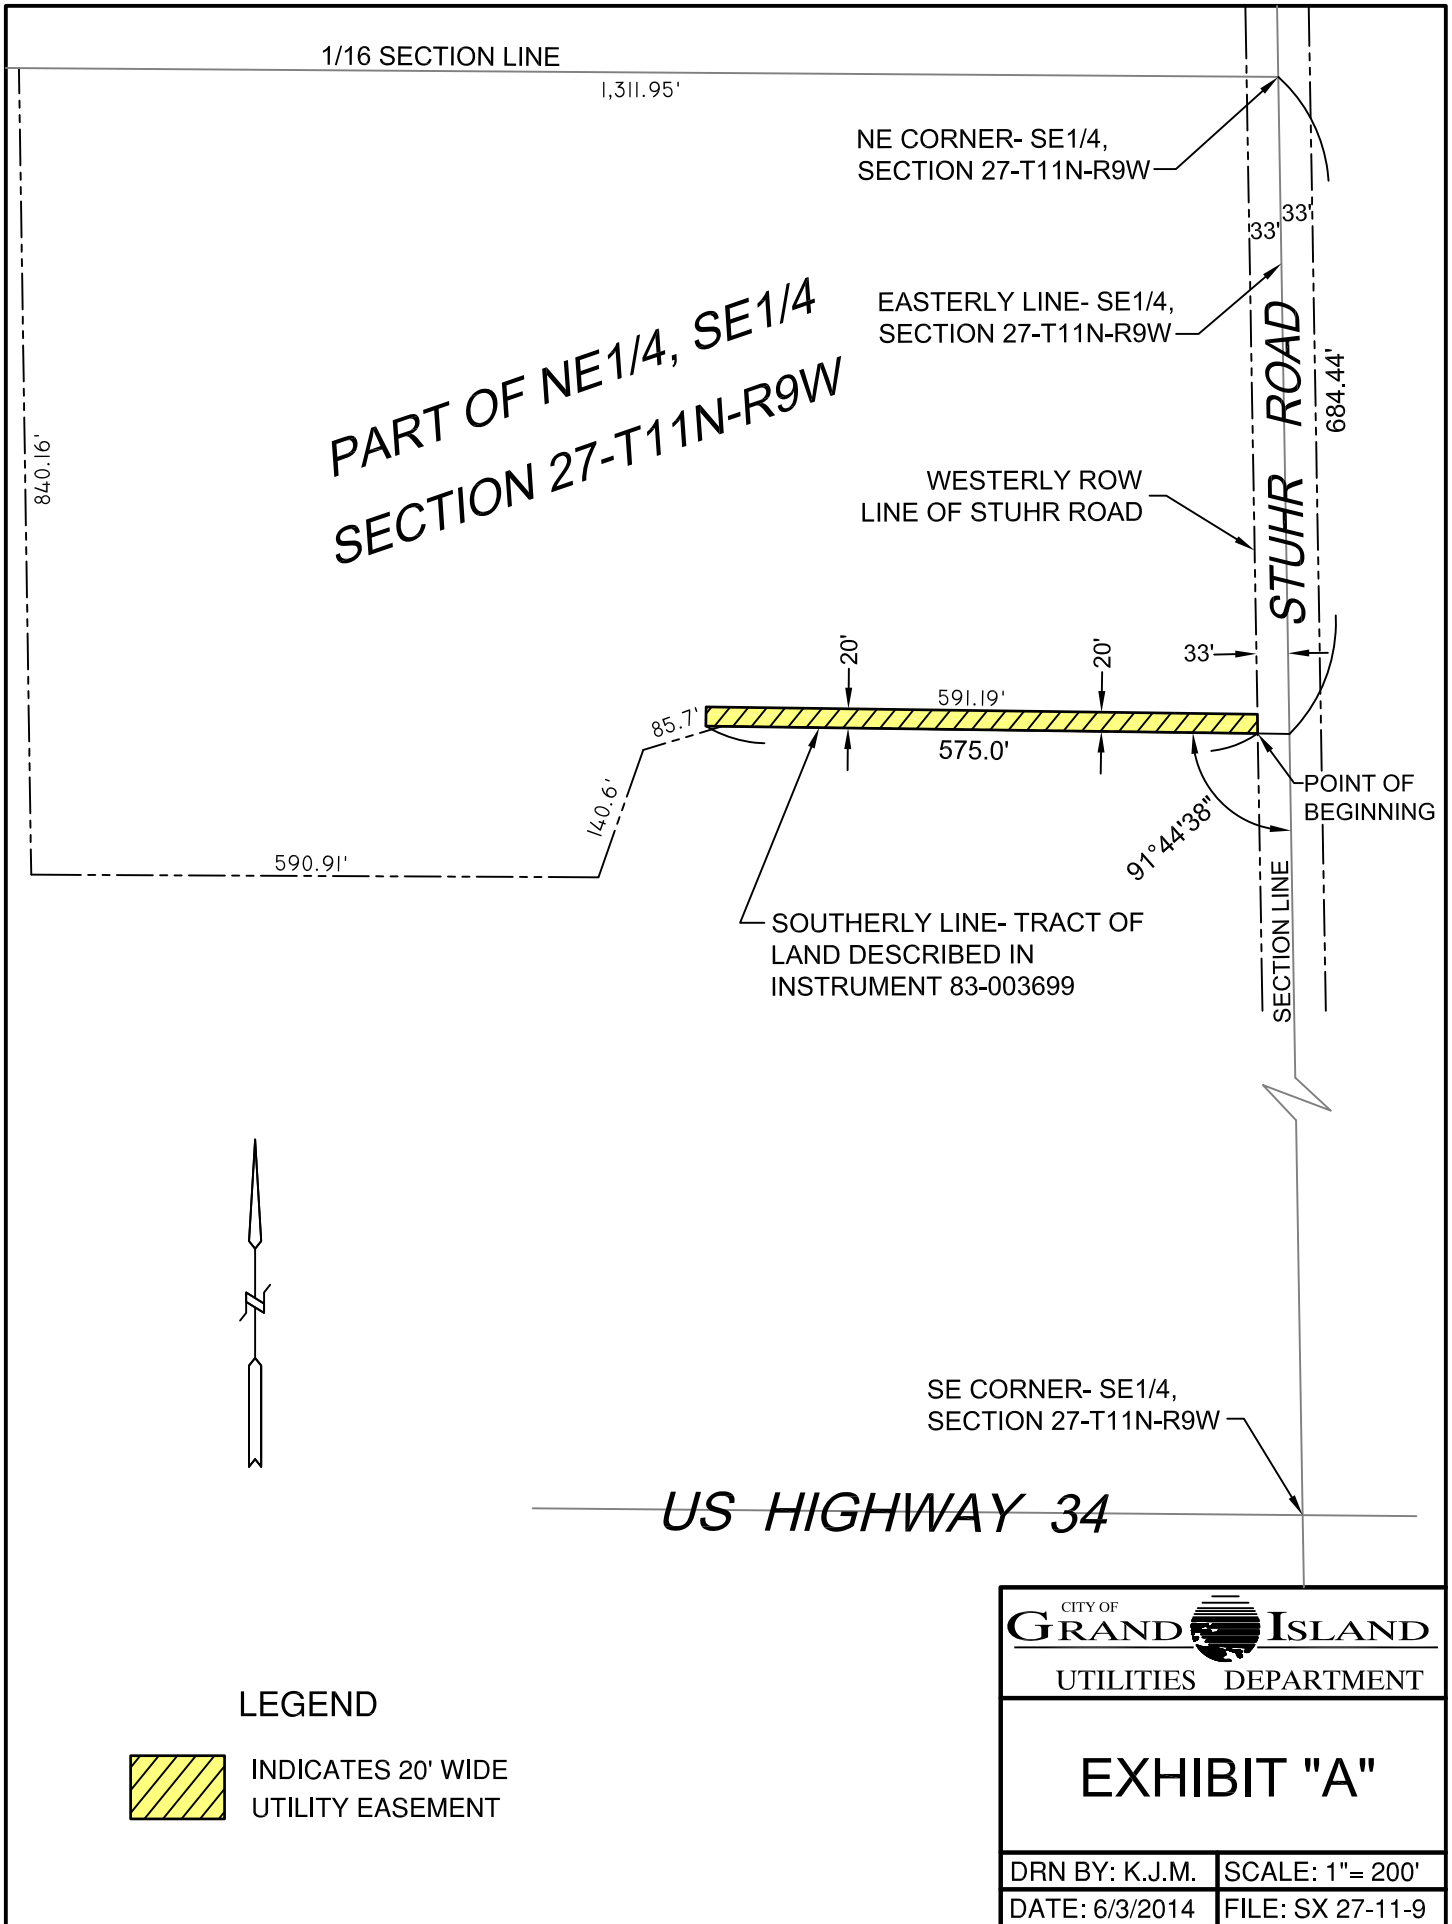 1/16 SECTION LINE
1,311.95'
NE CORNER- SE1/4,
SECTION 27-T11N-R9W
33'
33'
EASTERLY LINE- SE1/4,
SECTION 27-T11N-R9W
PART OF NE1/4, SE1/4
SECTION 27-T11N-R9W
STUHR ROAD
684.44'
840.16'
WESTERLY ROW
LINE OF STUHR ROAD
20'
20'
33'
591.19'
85.7'
575.0'
140.6'
POINT OF
BEGINNING
91°44'38"
590.91'
SOUTHERLY LINE- TRACT OF
LAND DESCRIBED IN
INSTRUMENT 83-003699
SECTION LINE
N
SE CORNER- SE1/4,
SECTION 27-T11N-R9W
US HIGHWAY 34
CITY OF
GRAND ISLAND
UTILITIES DEPARTMENT
LEGEND
INDICATES 20' WIDE
UTILITY EASEMENT
EXHIBIT "A"
DRN BY: K.J.M.
SCALE: 1"= 200'
DATE: 6/3/2014
FILE: SX 27-11-9